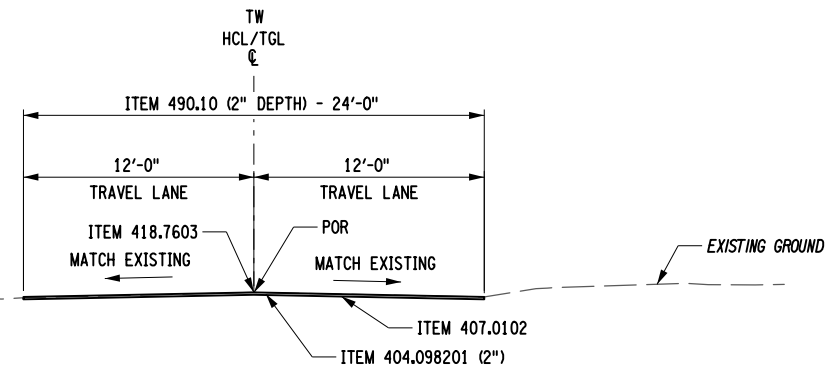 TW
HCL/TGL
℄
ITEM 490.10 (2" DEPTH) - 24'-0"
12'-0"
12'-0"
TRAVEL LANE
TRAVEL LANE
ITEM 418.7603
POR
MATCH EXISTING
MATCH EXISTING
EXISTING GROUND
ITEM 407.0102
ITEM 404.098201 (2")